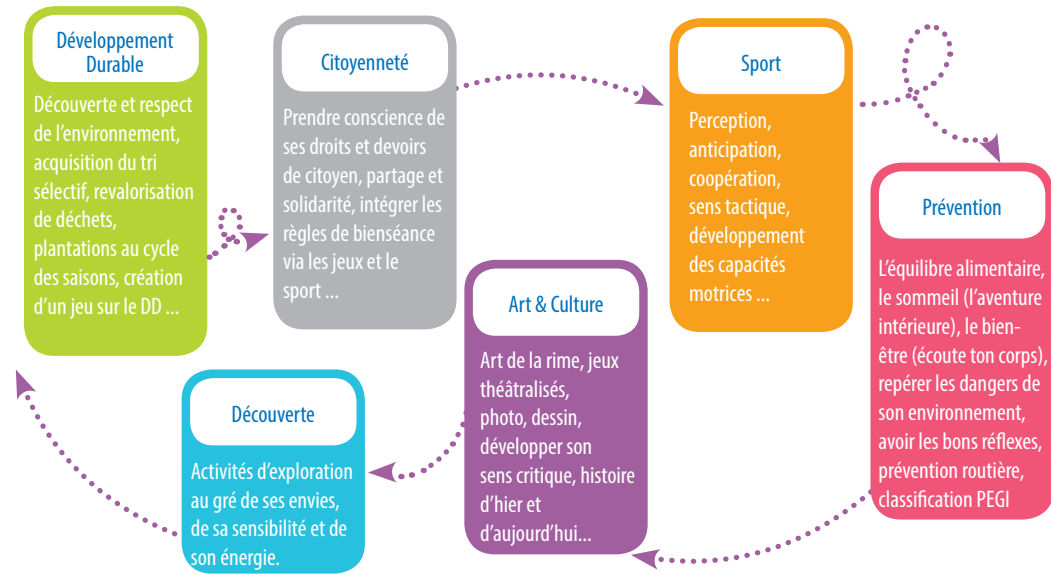 Développement
Durable
Découverte et respect
de l'environnement,
acquisition du tri
sélectif, revalorisation
de déchets,
plantations au cycle
des saisons, création
d'un jeu sur le DD ...
Citoyenneté
Prendre conscience de
ses droits et devoirs
de citoyen, partage et
solidarité, intégrer les
règles de bienséance
via les jeux et le
sport ...
Sport
Perception,
anticipation,
coopération,
sens tactique,
développement
des capacités
motrices ...
Prévention
L'équilibre alimentaire,
le sommeil (l'aventure
intérieure), le bien-
être (écoute ton corps),
repérer les dangers de
son environnement,
avoir les bons réflexes,
prévention routière,
classification PEGI
Art & Culture
Art de la rime, jeux
théâtralisés,
photo, dessin,
développer son
sens critique, histoire
d'hier et
d'aujourd'hui...
Découverte
Activités d'exploration
au gré de ses envies,
de sa sensibilité et de
son énergie.